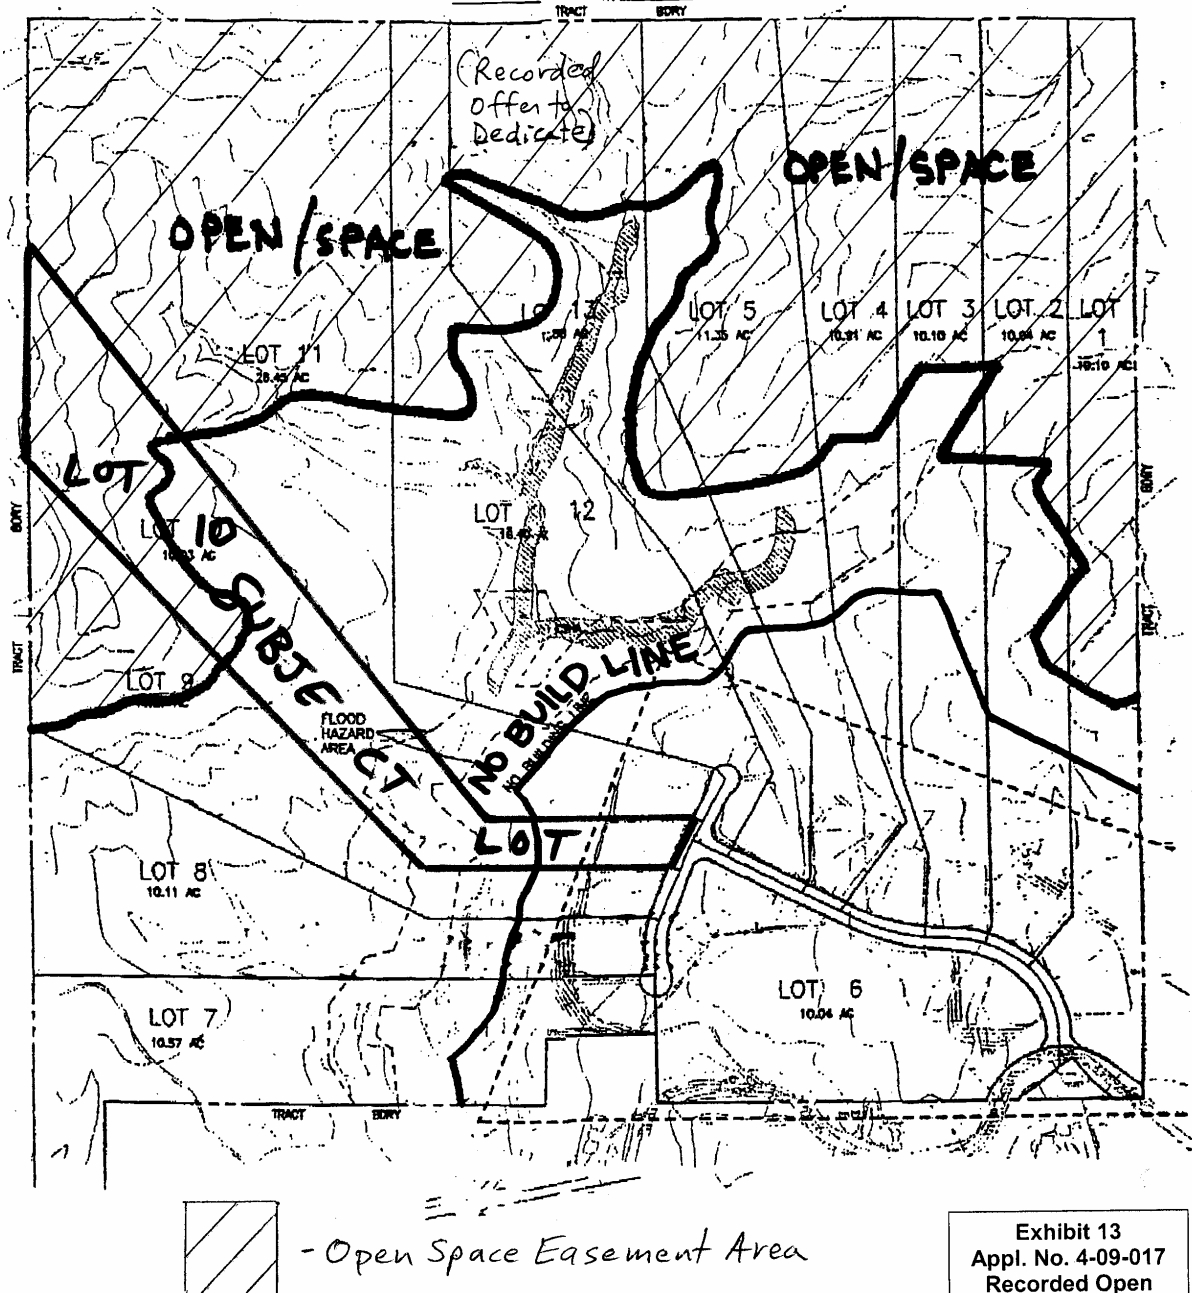 TRACT BDRY
(Recorded
Offer to
Dedicate)
OPEN/SPACE
OPEN/SPACE
LOT 13
LOT 5
11.35 AC
LOT 4
10.91 AC
LOT 3
10.10 AC
LOT 2
10.04 AC
LOT
1
10.10 AC
LOT 11
LOT
10
LOT
SUBJECT
LOT 12
BDRY
TRACT
BDRY
TRACT
LOT 9
FLOOD
HAZARD
AREA
NO BUILD LINE
NO BUILDING LINE
LOT
LOT 8
10.11 AC
LOT 7
10.57 AC
LOT 6
10.04 AC
TRACT BDRY
- Open Space Easement Area
Exhibit 13
Appl. No. 4-09-017
Recorded Open